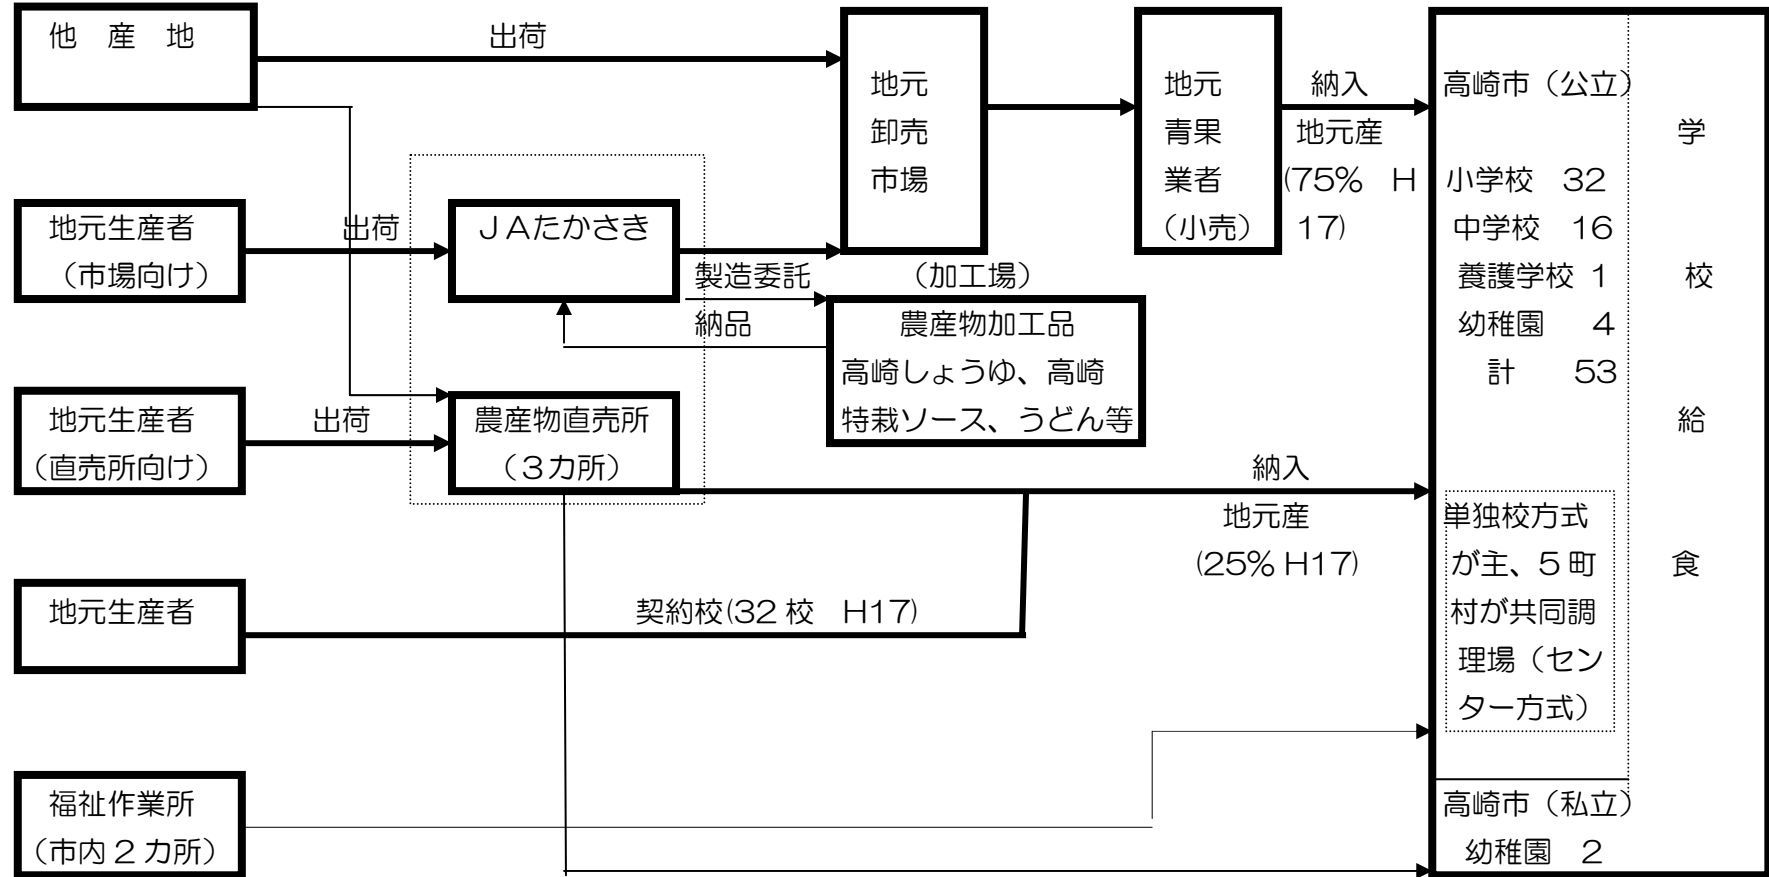 他　産　地
出荷
地元
卸売
市場
地元
青果
業者
（小売）
納入
地元産
(75%　H
17)
高崎市（公立）
小学校　32
中学校　16
養護学校 1
幼稚園　4
計　53
学
校
給
食
地元生産者
（市場向け）
出荷
ＪＡたかさき
製造委託
納品
（加工場）
農産物加工品
高崎しょうゆ、高崎
特栽ソース、うどん等
地元生産者
（直売所向け）
出荷
農産物直売所
（３カ所）
納入
地元産
(25% H17)
単独校方式
が主、5 町
村が共同調
理場（セン
ター方式）
地元生産者
契約校(32 校　H17)
福祉作業所
（市内 2 カ所）
高崎市（私立）
幼稚園　2